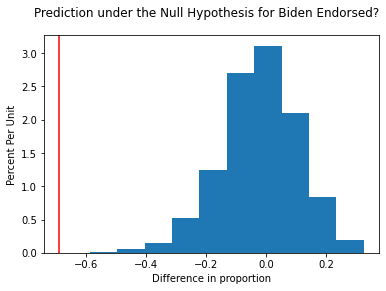 Prediction under the Null Hypothesis for Biden Endorsed?
3.0
2.5
2.0
1.5
1.0
0.5
0.0
Percent Per Unit
−0.6 −0.4 −0.2 0.0 0.2
Difference in proportion